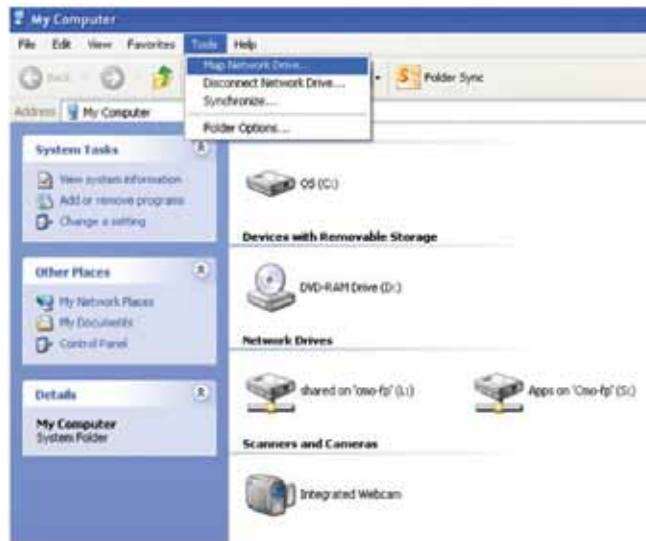 My Computer
File Edit View Favorites Tools Help
Map Network Drive...
Disconnect Network Drive...
Synchronize...
Folder Options...
Back
Folder Sync
Address My Computer
System Tasks
View system information
Add or remove programs
Change a setting
Other Places
My Network Places
My Documents
Control Panel
Details
My Computer
System Folder
OS (C:)
Devices with Removable Storage
DVD-RAM Drive (D:)
Network Drives
shared on 'omo-fp' (L:)
Apps on 'Omo-fp' (S:)
Scanners and Cameras
Integrated Webcam